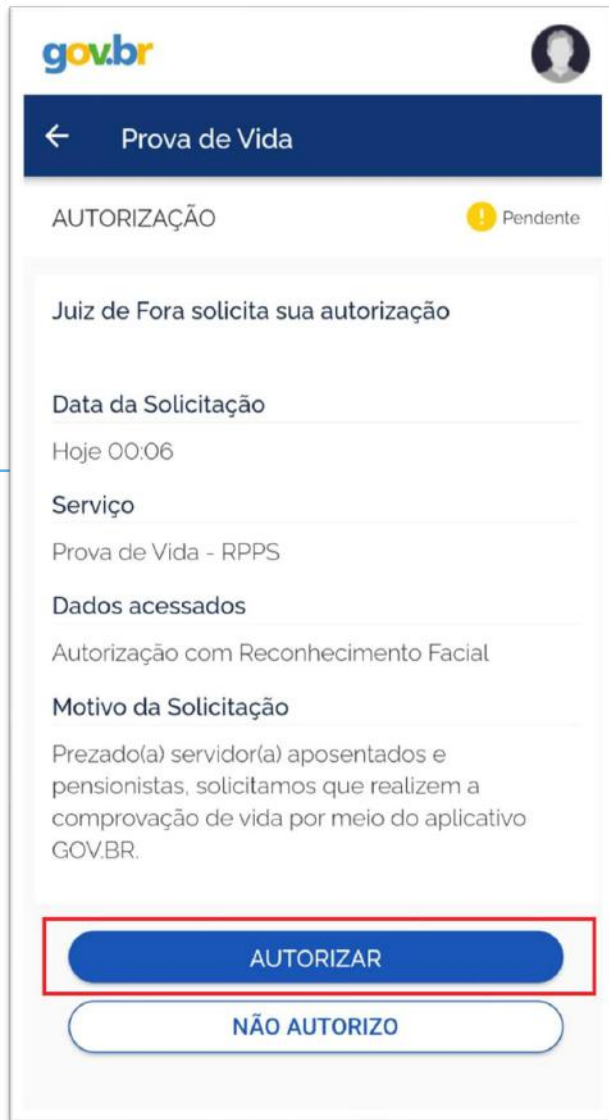 gov.br
Prova de Vida
AUTORIZAÇÃO
! Pendente
Juiz de Fora solicita sua autorização
Data da Solicitação
Hoje 00:06
Serviço
Prova de Vida - RPPS
Dados acessados
Autorização com Reconhecimento Facial
Motivo da Solicitação
Prezado(a) servidor(a) aposentados e
pensionistas, solicitamos que realizem a
comprovação de vida por meio do aplicativo
GOV.BR.
AUTORIZAR
NÃO AUTORIZO